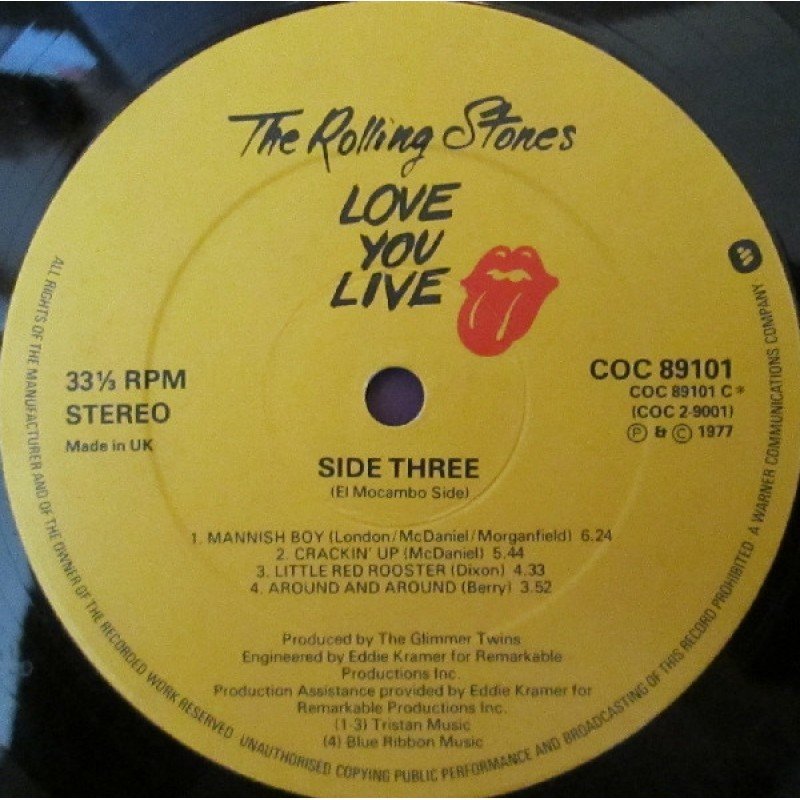 The Rolling Stones
LOVE
YOU
LIVE
33⅓ RPM
STEREO
Made in UK
COC 89101
COC 89101 C*
(COC 2-9001)
Ⓟ & © 1977
SIDE THREE
(El Mocambo Side)
1. MANNISH BOY (London/McDaniel/Morganfield) 6.24
2. CRACKIN' UP (McDaniel) 5.44
3. LITTLE RED ROOSTER (Dixon) 4.33
4. AROUND AND AROUND (Berry) 3.52
Produced by The Glimmer Twins
Engineered by Eddie Kramer for Remarkable
Productions Inc.
Production Assistance provided by Eddie Kramer for
Remarkable Productions Inc.
(1-3) Tristan Music
(4) Blue Ribbon Music
ALL RIGHTS OF THE MANUFACTURER AND OF THE OWNER OF THE RECORDED WORK RESERVED UNAUTHORISED COPYING PUBLIC PERFORMANCE AND BROADCASTING OF THIS RECORD PROHIBITED A WARNER COMMUNICATIONS COMPANY